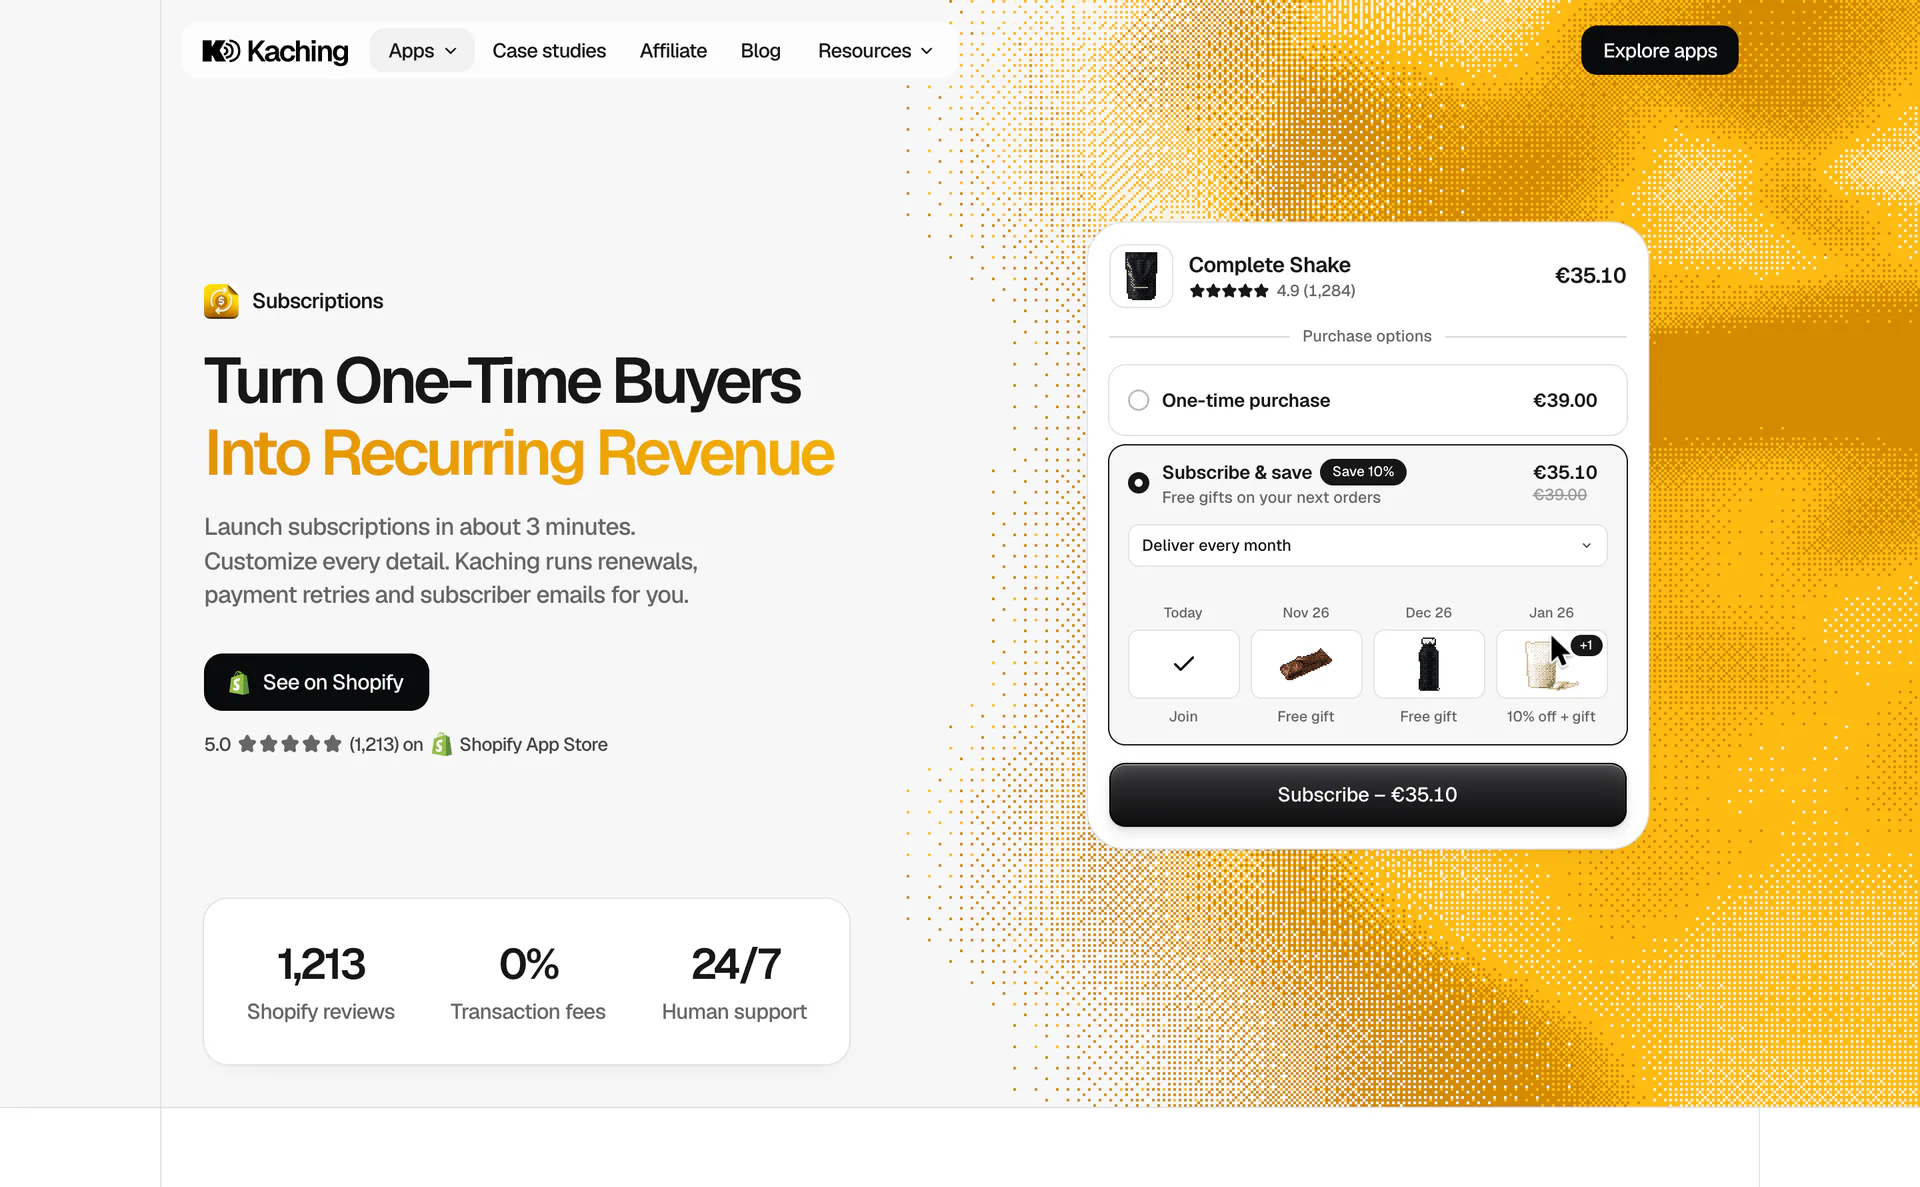 Kaching
Apps
Case studies
Affiliate
Blog
Resources
Explore apps
Subscriptions
Turn One-Time Buyers
Into Recurring Revenue
Launch subscriptions in about 3 minutes.
Customize every detail. Kaching runs renewals,
payment retries and subscriber emails for you.
See on Shopify
5.0 (1,213) on Shopify App Store
1,213
Shopify reviews
0%
Transaction fees
24/7
Human support
Complete Shake
4.9 (1,284)
€35.10
Purchase options
One-time purchase
€39.00
Subscribe & save
Save 10%
€35.10
Free gifts on your next orders
€39.00
Deliver every month
Today
Nov 26
Dec 26
Jan 26
+1
Join
Free gift
Free gift
10% off + gift
Subscribe – €35.10